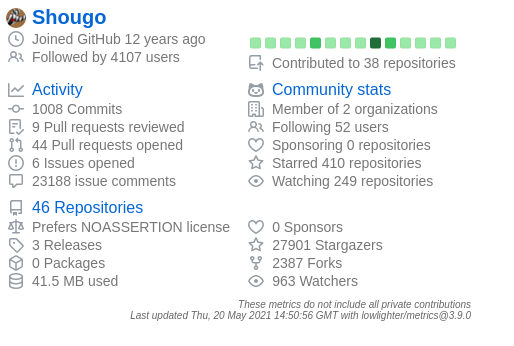 Shougo
Joined GitHub 12 years ago
Followed by 4107 users
Contributed to 38 repositories
Activity
1008 Commits
9 Pull requests reviewed
44 Pull requests opened
6 Issues opened
23188 issue comments
Community stats
Member of 2 organizations
Following 52 users
Sponsoring 0 repositories
Starred 410 repositories
Watching 249 repositories
46 Repositories
Prefers NOASSERTION license
3 Releases
0 Packages
41.5 MB used
0 Sponsors
27901 Stargazers
2387 Forks
963 Watchers
These metrics do not include all private contributions
Last updated Thu, 20 May 2021 14:50:56 GMT with lowlighter/metrics@3.9.0